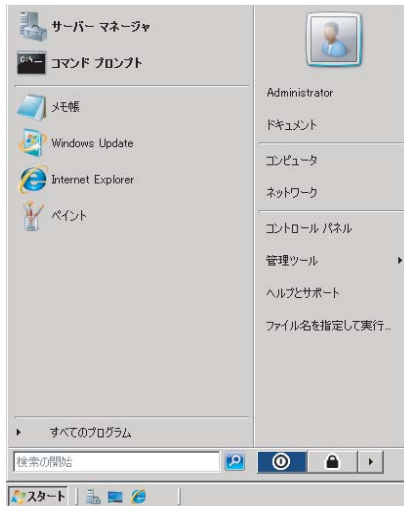 サーバー マネージャ
コマンド プロンプト
メモ帳
Windows Update
Internet Explorer
ペイント
すべてのプログラム
検索の開始
Administrator
ドキュメント
コンピュータ
ネットワーク
コントロール パネル
管理ツール
ヘルプとサポート
ファイル名を指定して実行...
スタート